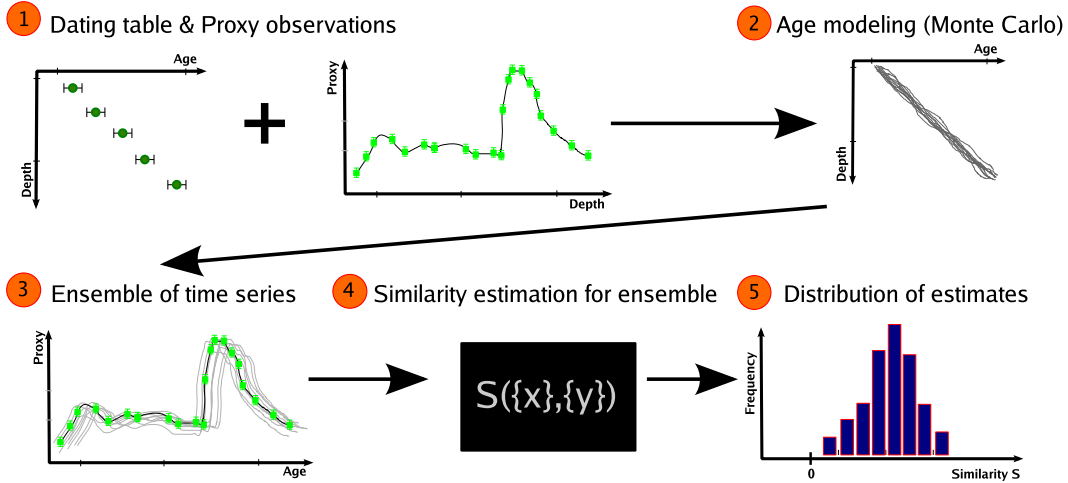 1 Dating table & Proxy observations
2 Age modeling (Monte Carlo)
Age
Depth
+
Proxy
Depth
Age
Depth
3 Ensemble of time series
4 Similarity estimation for ensemble
5 Distribution of estimates
Proxy
Age
S({x},{y})
Frequency
0
Similarity S